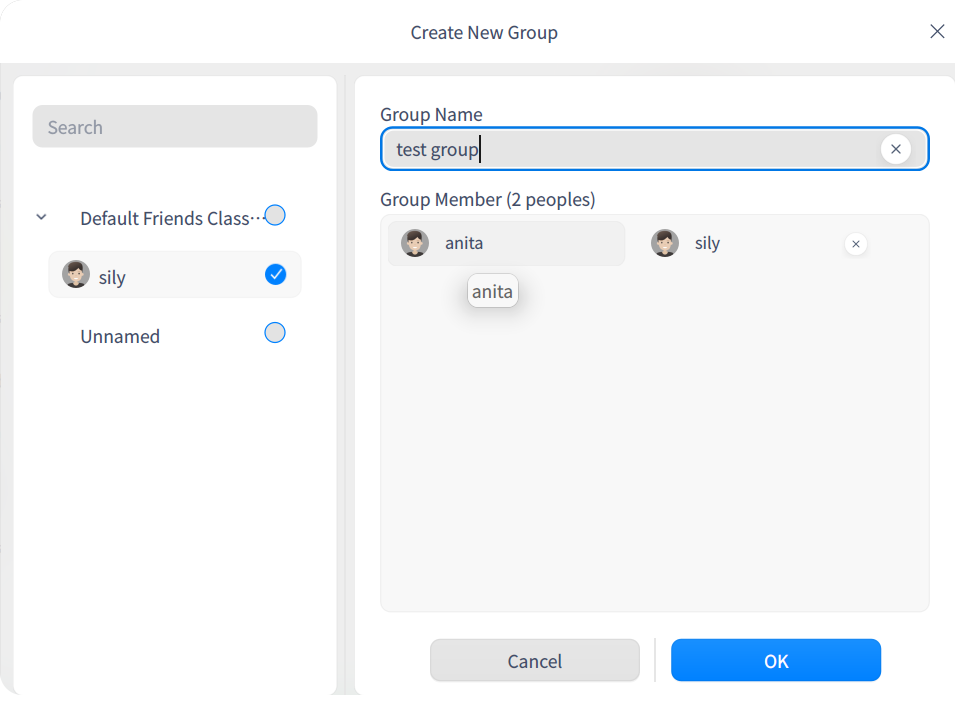 Create New Group
Search
Default Friends Class⋯
sily
Unnamed
Group Name
test group
Group Member (2 peoples)
anita
sily
anita
Cancel
OK